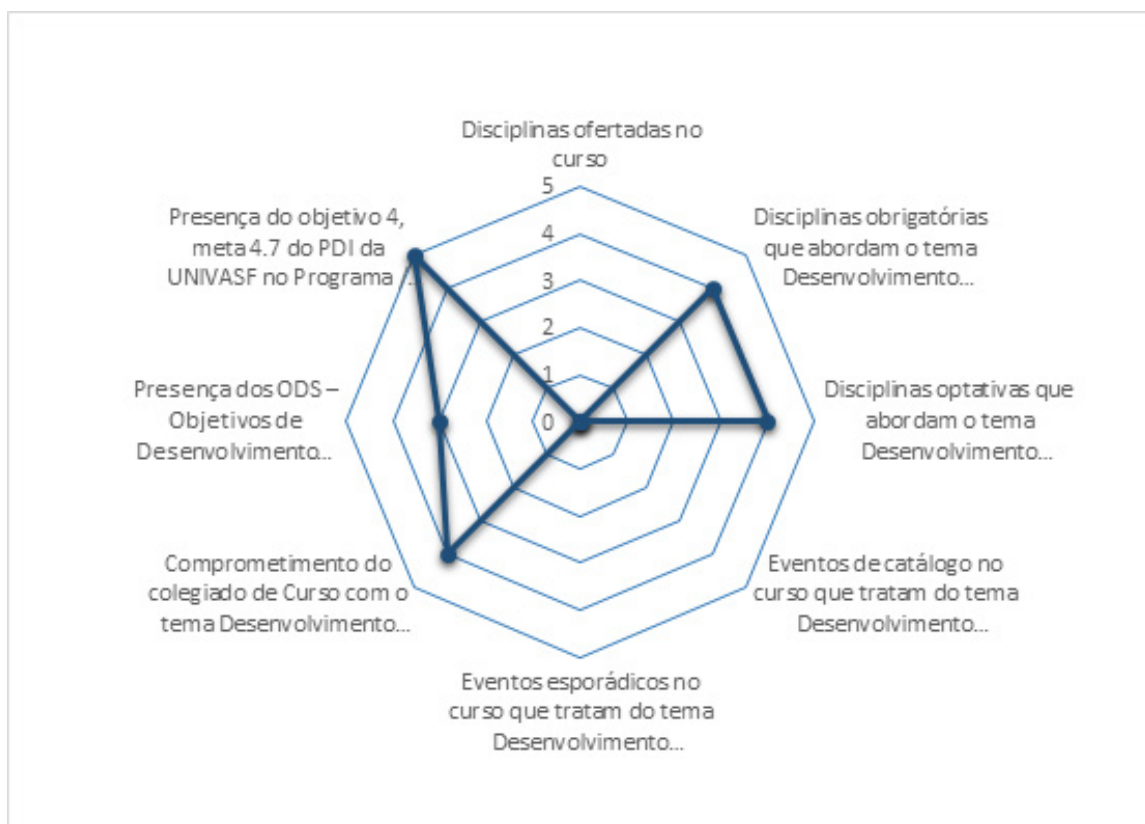 Disciplinas ofertadas no
curso
5
4
3
2
1
0
Disciplinas obrigatórias
que abordam o tema
Desenvolvimento...
Disciplinas optativas que
abordam o tema
Desenvolvimento...
Eventos de catálogo no
curso que tratam do tema
Desenvolvimento...
Eventos esporádicos no
curso que tratam do tema
Desenvolvimento...
Comprometimento do
colegiado de Curso com o
tema Desenvolvimento...
Presença dos ODS –
Objetivos de
Desenvolvimento...
Presença do objetivo 4,
meta 4.7 do PDI da
UNIVASF no Programa /...